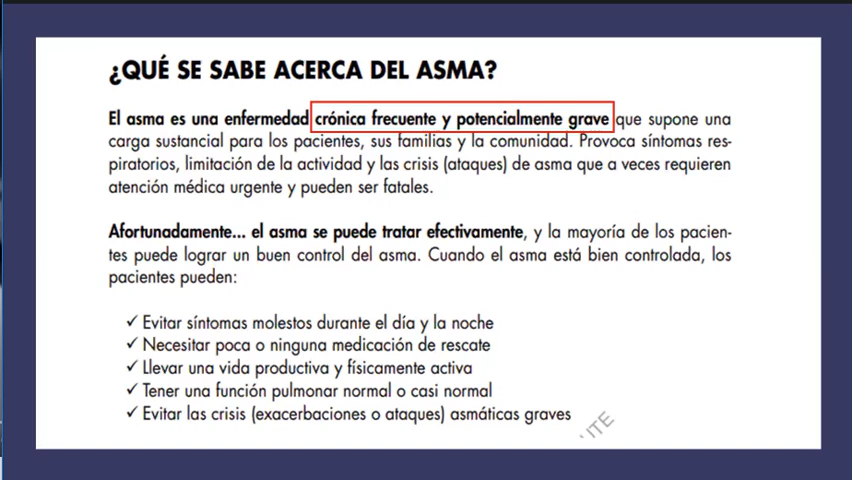 ¿QUÉ SE SABE ACERCA DEL ASMA?
El asma es una enfermedad crónica frecuente y potencialmente grave que supone una
carga sustancial para los pacientes, sus familias y la comunidad. Provoca síntomas res-
piratorios, limitación de la actividad y las crisis (ataques) de asma que a veces requieren
atención médica urgente y pueden ser fatales.
Afortunadamente... el asma se puede tratar efectivamente, y la mayoría de los pacien-
tes puede lograr un buen control del asma. Cuando el asma está bien controlada, los
pacientes pueden:
✓ Evitar síntomas molestos durante el día y la noche
✓ Necesitar poca o ninguna medicación de rescate
✓ Llevar una vida productiva y físicamente activa
✓ Tener una función pulmonar normal o casi normal
✓ Evitar las crisis (exacerbaciones o ataques) asmáticas graves